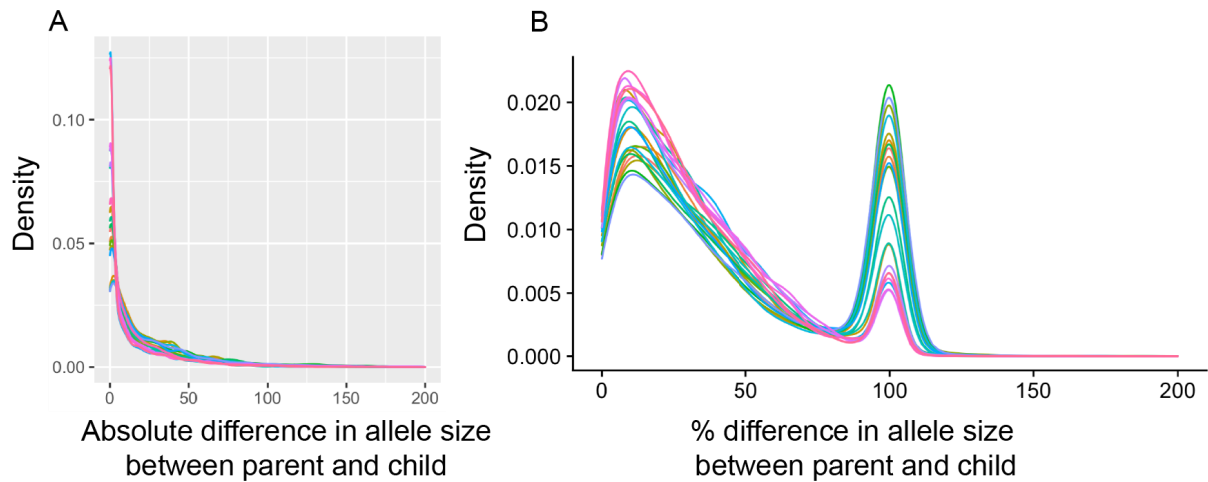 A
B
Density
0.10
0.05
0.00
0
50
100
150
200
Absolute difference in allele size
between parent and child
Density
0.020
0.015
0.010
0.005
0.000
0
50
100
150
200
% difference in allele size
between parent and child